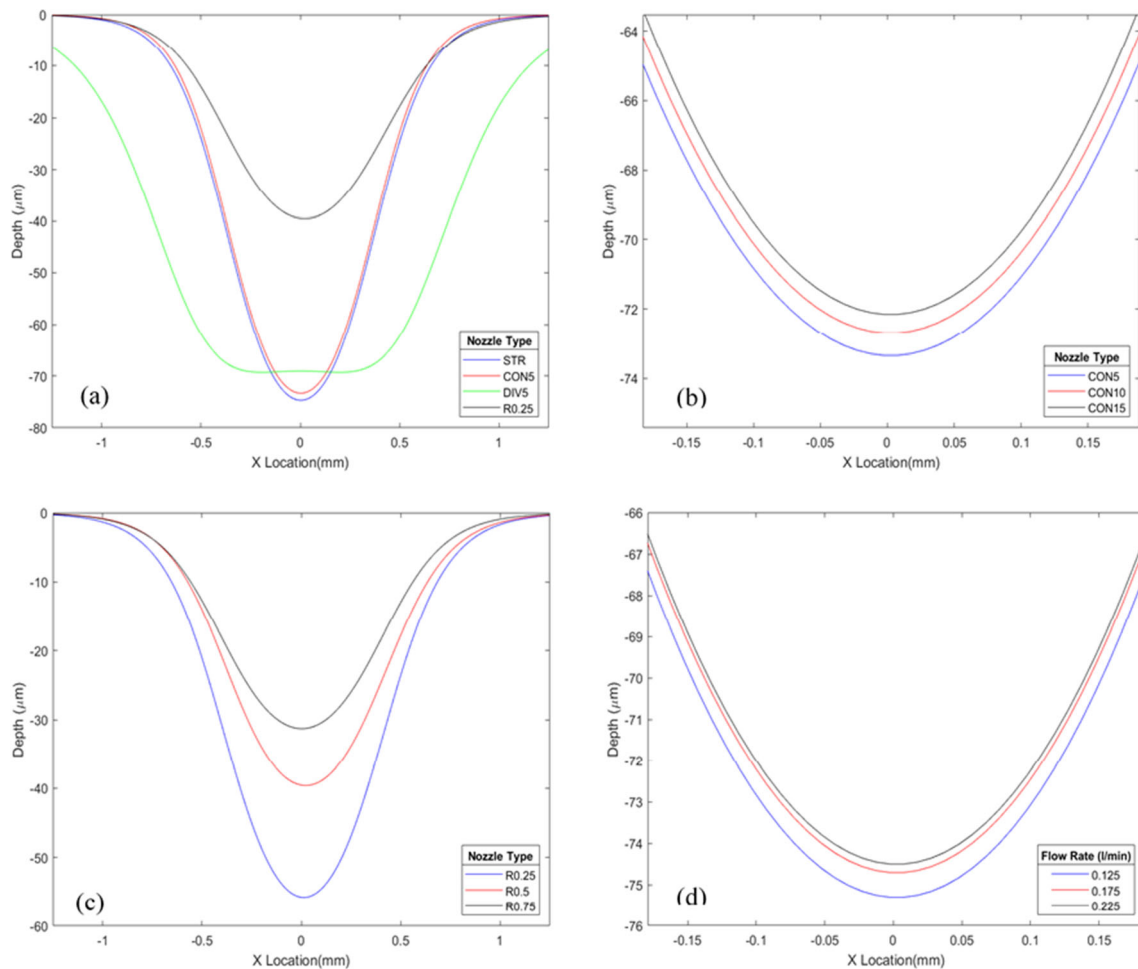 0
-10
-20
-30
-40
-50
-60
-70
-80
Depth (μm)
-1
-0.5
0
0.5
1
X Location(mm)
(a)
Nozzle Type
STR
CON5
DIV5
R0.25
-64
-66
-68
-70
-72
-74
Depth (μm)
-0.15
-0.1
-0.05
0
0.05
0.1
0.15
X Location(mm)
(b)
Nozzle Type
CON5
CON10
CON15
0
-10
-20
-30
-40
-50
-60
Depth (μm)
-1
-0.5
0
0.5
1
X Location(mm)
(c)
Nozzle Type
R0.25
R0.5
R0.75
-66
-67
-68
-69
-70
-71
-72
-73
-74
-75
-76
Depth (μm)
-0.15
-0.1
-0.05
0
0.05
0.1
0.15
X Location(mm)
(d)
Flow Rate (l/min)
0.125
0.175
0.225